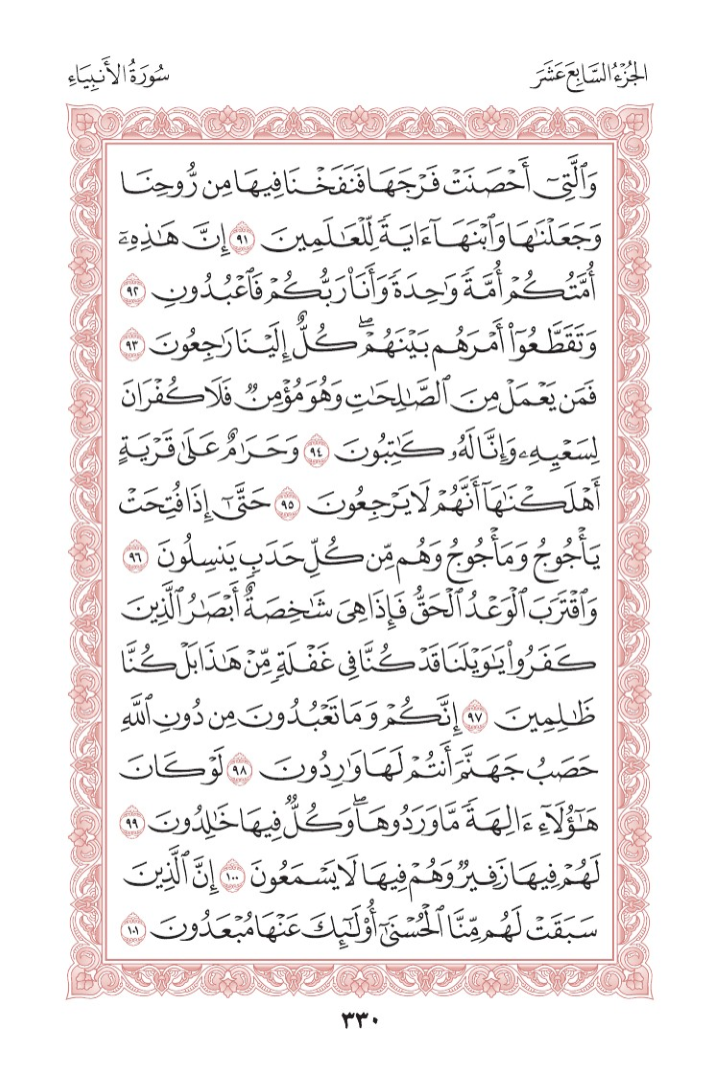 الجُزْءُ السَّابِعَ عَشَرَ
سُورَةُ الأَنبِيَاءِ
وَٱلَّتِيٓ أَحۡصَنَتۡ فَرۡجَهَا فَنَفَخۡنَا فِيهَا مِن رُّوحِنَا
وَجَعَلۡنَٰهَا وَٱبۡنَهَآ ءَايَةٗ لِّلۡعَٰلَمِينَ ٩١ إِنَّ هَٰذِهِۦٓ
أُمَّتُكُمۡ أُمَّةٗ وَٰحِدَةٗ وَأَنَا۠ رَبُّكُمۡ فَٱعۡبُدُونِ ٩٢
وَتَقَطَّعُوٓاْ أَمۡرَهُم بَيۡنَهُمۡۖ كُلٌّ إِلَيۡنَا رَٰجِعُونَ ٩٣
فَمَن يَعۡمَلۡ مِنَ ٱلصَّٰلِحَٰتِ وَهُوَ مُؤۡمِنٞ فَلَا كُفۡرَانَ
لِسَعۡيِهِۦ وَإِنَّا لَهُۥ كَٰتِبُونَ ٩٤ وَحَرَٰمٌ عَلَىٰ قَرۡيَةٍ
أَهۡلَكۡنَٰهَآ أَنَّهُمۡ لَا يَرۡجِعُونَ ٩٥ حَتَّىٰٓ إِذَا فُتِحَتۡ
يَأۡجُوجُ وَمَأۡجُوجُ وَهُم مِّن كُلِّ حَدَبٖ يَنسِلُونَ ٩٦
وَٱقۡتَرَبَ ٱلۡوَعۡدُ ٱلۡحَقُّ فَإِذَا هِيَ شَٰخِصَةٌ أَبۡصَٰرُ ٱلَّذِينَ
كَفَرُواْ يَٰوَيۡلَنَا قَدۡ كُنَّا فِي غَفۡلَةٖ مِّنۡ هَٰذَا بَلۡ كُنَّا
ظَٰلِمِينَ ٩٧ إِنَّكُمۡ وَمَا تَعۡبُدُونَ مِن دُونِ ٱللَّهِ
حَصَبُ جَهَنَّمَ أَنتُمۡ لَهَا وَٰرِدُونَ ٩٨ لَوۡ كَانَ
هَٰٓؤُلَآءِ ءَالِهَةٗ مَّا وَرَدُوهَاۖ وَكُلّٞ فِيهَا خَٰلِدُونَ ٩٩
لَهُمۡ فِيهَا زَفِيرٞ وَهُمۡ فِيهَا لَا يَسۡمَعُونَ ١٠٠ إِنَّ ٱلَّذِينَ
سَبَقَتۡ لَهُم مِّنَّا ٱلۡحُسۡنَىٰٓ أُوْلَٰٓئِكَ عَنۡهَا مُبۡعَدُونَ ١٠١
٣٣٠